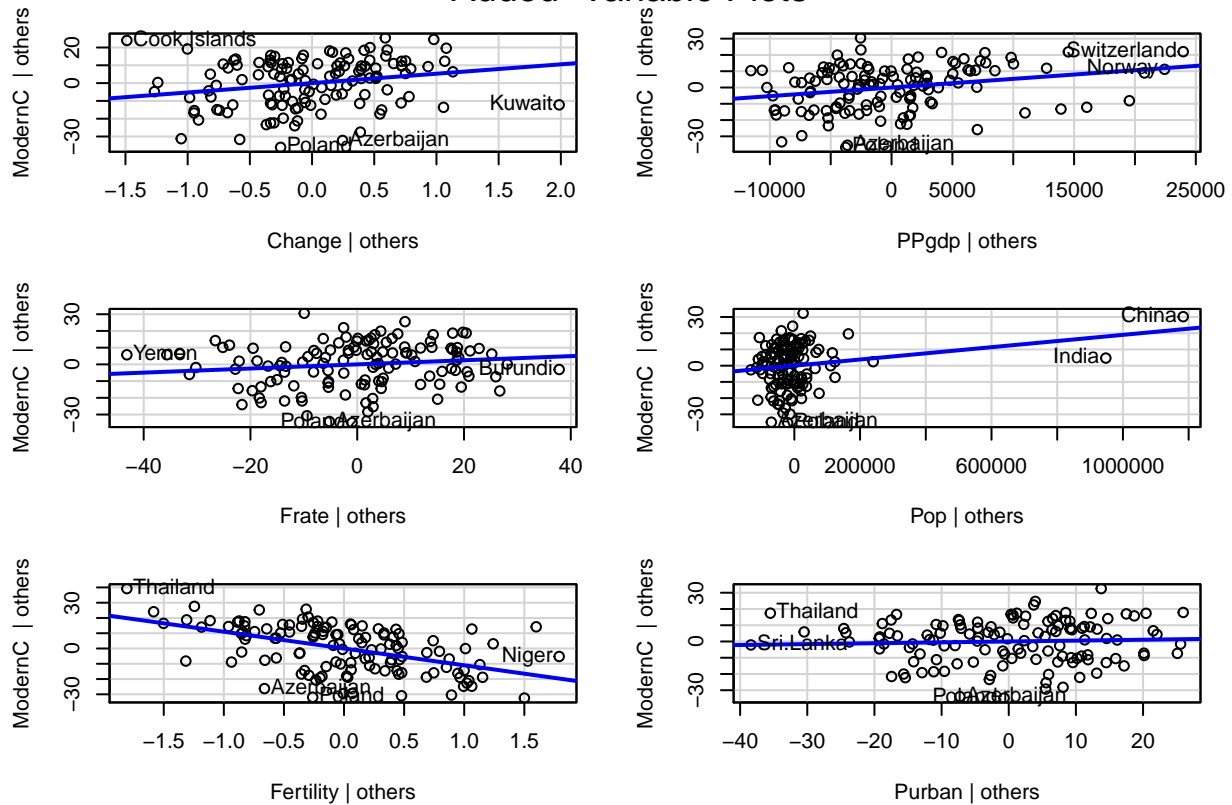 Added−Variable Plots
ModernC | others
20
0
−30
Cook.Islands
Kuwait
Poland
Azerbaijan
−1.5 −1.0 −0.5 0.0 0.5 1.0 1.5 2.0
Change | others
ModernC | others
30
0
−30
Switzerland
Norway
Azerbaijan
Poland
−10000 0 5000 15000 25000
PPgdp | others
ModernC | others
30
0
−30
Yemen
Burundi
Poland
Azerbaijan
−40 −20 0 20 40
Frate | others
ModernC | others
30
0
−30
China
India
Azerbaijan
Poland
0 200000 600000 1000000
Pop | others
ModernC | others
30
0
−30
Thailand
Niger
Azerbaijan
Poland
−1.5 −1.0 −0.5 0.0 0.5 1.0 1.5
Fertility | others
ModernC | others
30
0
−30
Thailand
Sri.Lanka
Poland
Azerbaijan
−40 −30 −20 −10 0 10 20
Purban | others